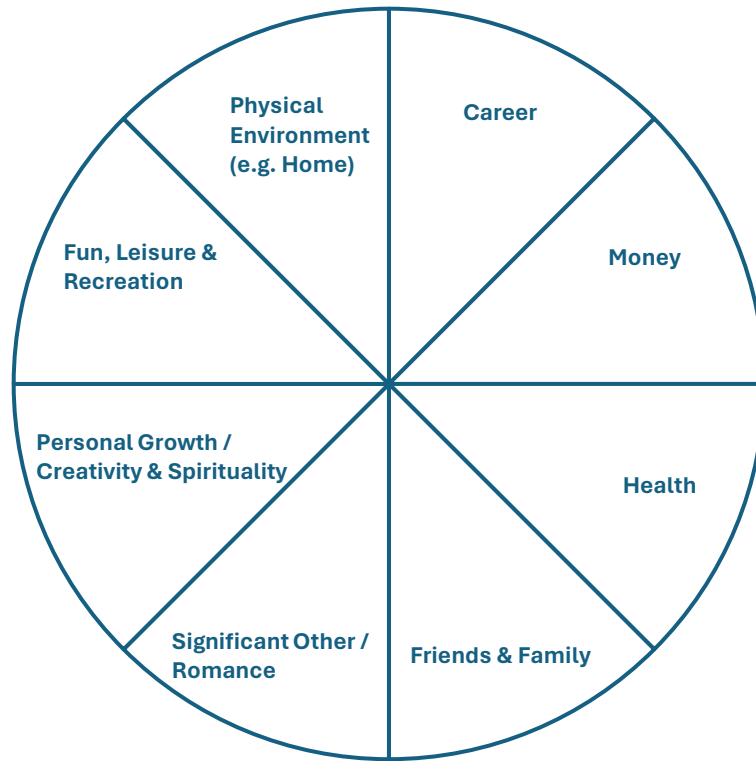 Physical
Environment
(e.g. Home)
Career
Fun, Leisure &
Recreation
Money
Personal Growth /
Creativity & Spirituality
Health
Significant Other /
Romance
Friends & Family